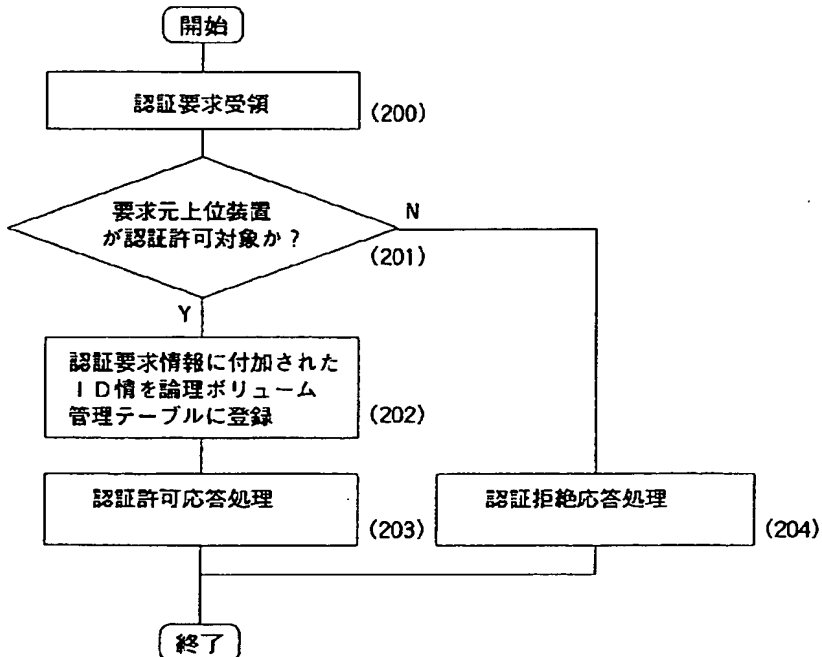 開始
認証要求受領
(200)
要求元上位装置
が認証許可対象か？
N
(201)
Y
認証要求情報に付加された
ＩＤ情を論理ボリューム
管理テーブルに登録
(202)
認証許可応答処理
(203)
認証拒絶応答処理
(204)
終了